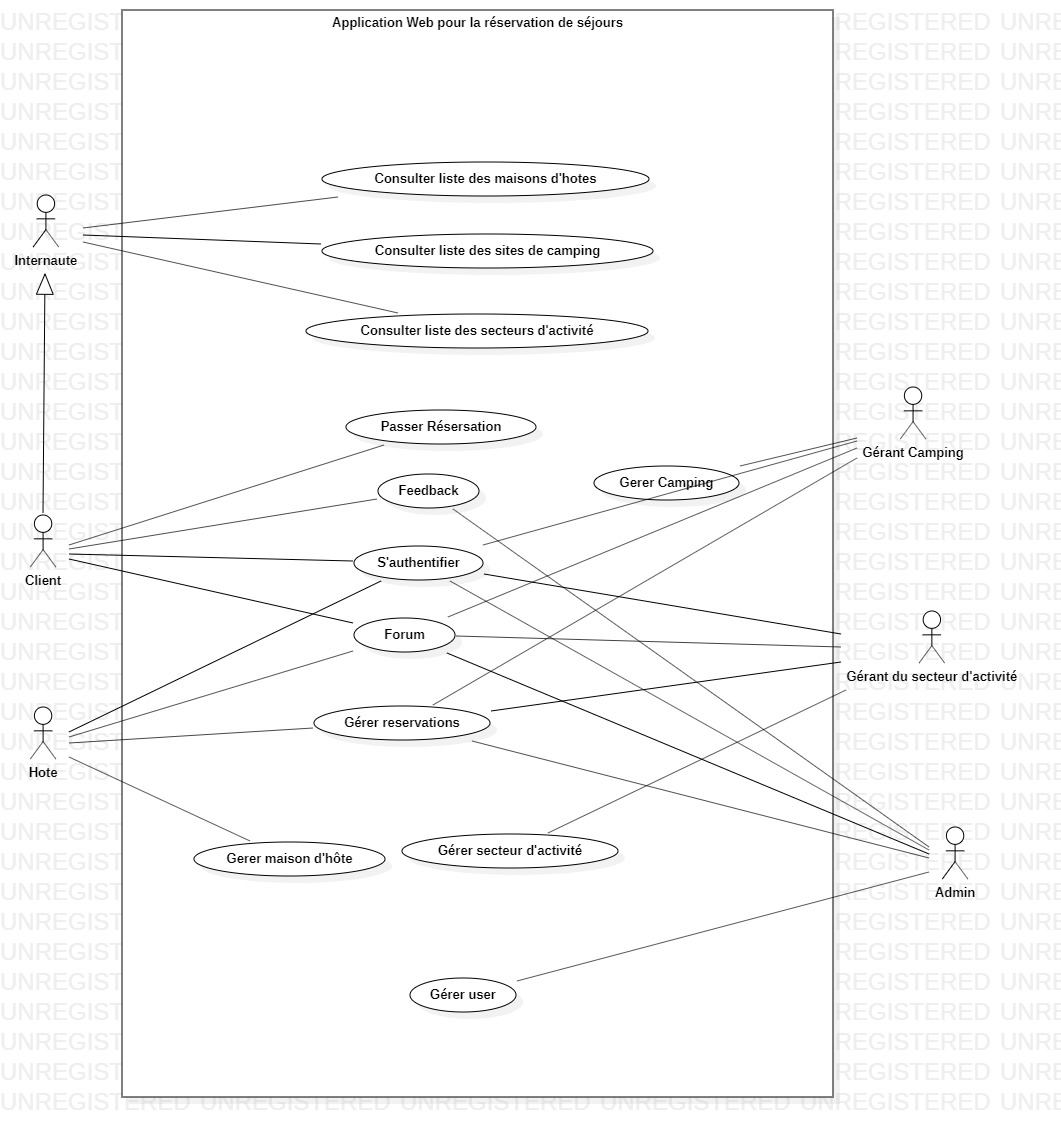 Application Web pour la réservation de séjours
Consulter liste des maisons d'hotes
Internaute
Consulter liste des sites de camping
Consulter liste des secteurs d'activité
Passer Résersation
Gérant Camping
Feedback
Gerer Camping
S'authentifier
Client
Forum
Gérant du secteur d'activité
Gérer reservations
Hote
Gerer maison d'hôte
Gérer secteur d'activité
Admin
Gérer user
UNREGISTERED UNREGISTERED UNREGISTERED UNREGISTERED UNREGISTERED